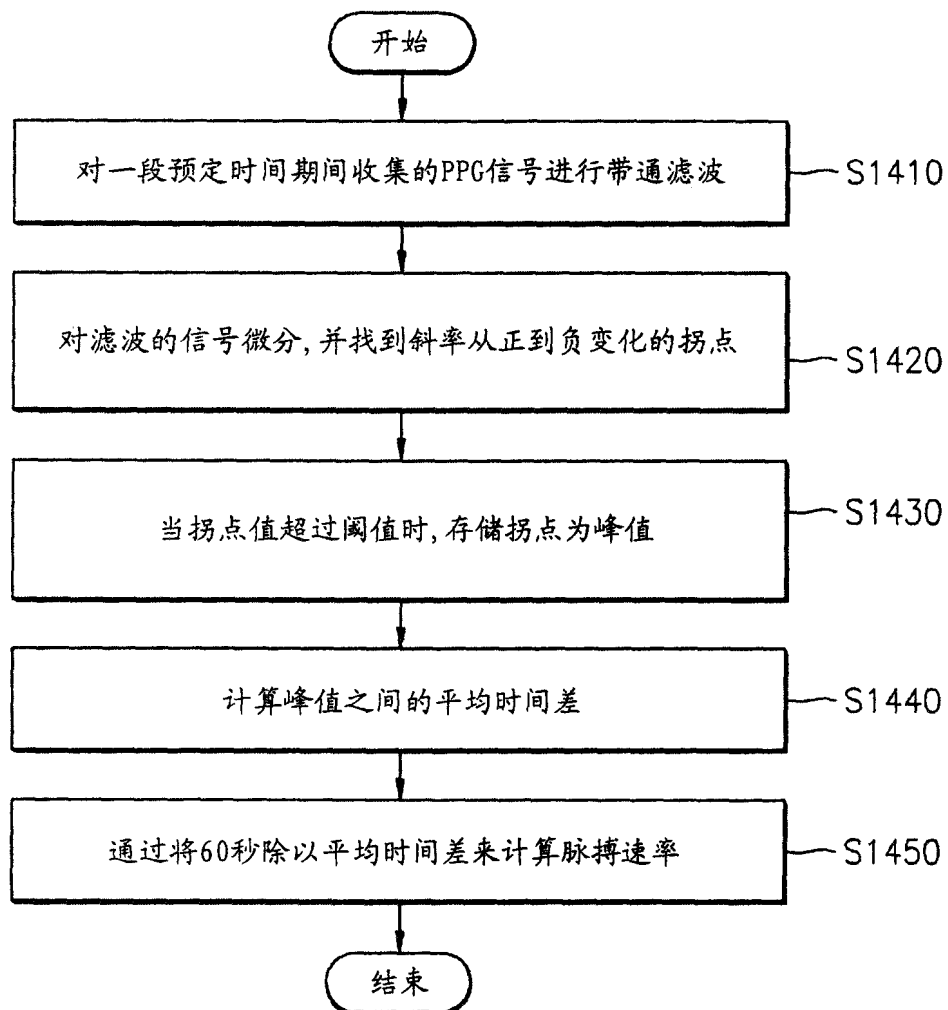 开始
对一段预定时间期间收集的PPG信号进行带通滤波
S1410
对滤波的信号微分,并找到斜率从正到负变化的拐点
S1420
当拐点值超过阈值时,存储拐点为峰值
S1430
计算峰值之间的平均时间差
S1440
通过将60秒除以平均时间差来计算脉搏速率
S1450
结束